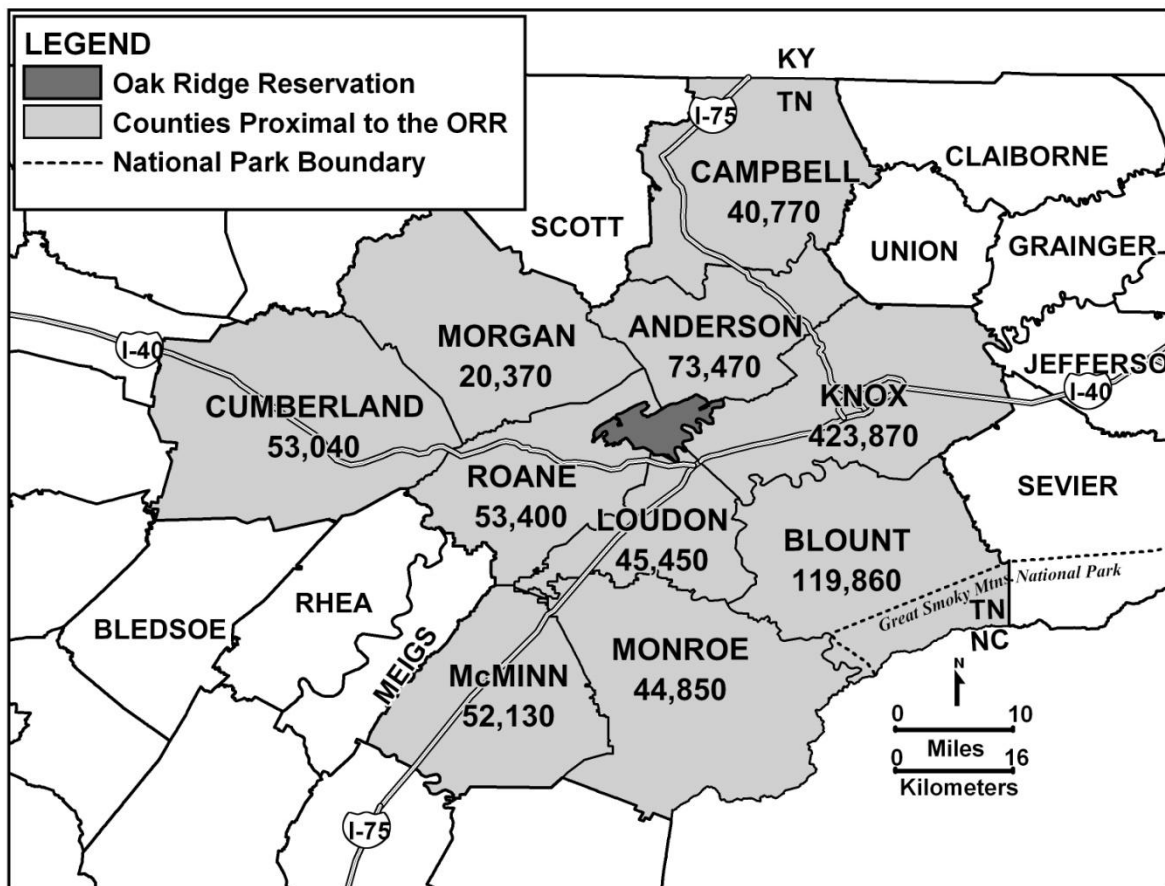 LEGEND
Oak Ridge Reservation
Counties Proximal to the ORR
National Park Boundary
KY
TN
I-75
CAMPBELL
40,770
CLAIBORNE
SCOTT
UNION
GRAINGER
MORGAN
20,370
ANDERSON
73,470
I-40
JEFFERSO
I-40
CUMBERLAND
53,040
KNOX
423,870
ROANE
53,400
LOUDON
45,450
SEVIER
BLOUNT
119,860
Great Smoky Mtns National Park
TN
NC
RHEA
BLEDSOE
MEIGS
McMINN
52,130
MONROE
44,850
N
0 10
Miles
0 16
Kilometers
I-75